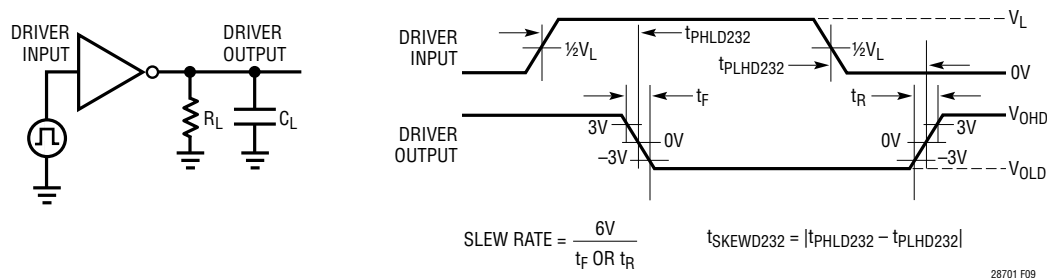 DRIVER
INPUT
DRIVER
OUTPUT
R_L
C_L
DRIVER
INPUT
½V_L
t_PHLD232
t_PLHD232
½V_L
V_L
0V
DRIVER
OUTPUT
3V
0V
–3V
t_F
t_R
0V
3V
–3V
V_OHD
V_OLD
SLEW RATE = 6V / t_F OR t_R
t_SKEWD232 = |t_PHLD232 – t_PLHD232|
28701 F09